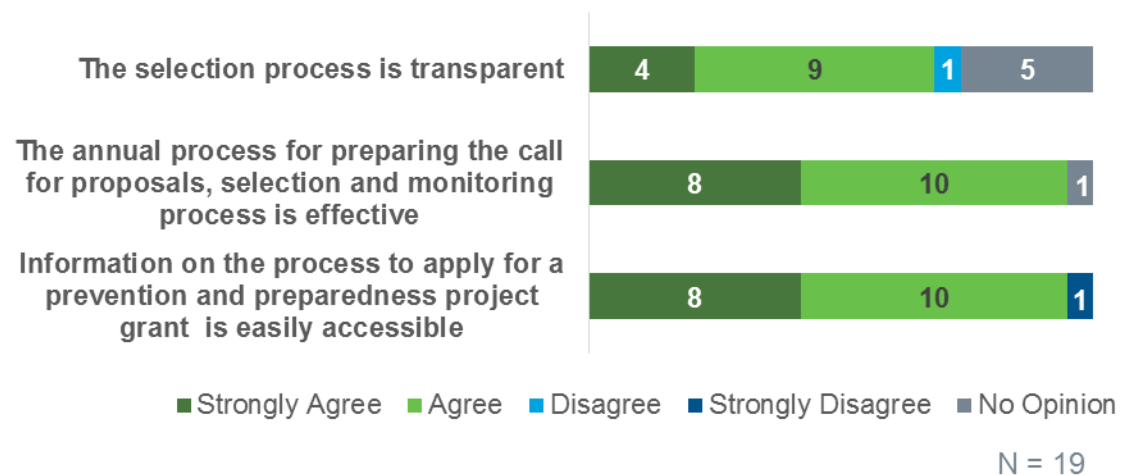 The selection process is transparent
4 9 1 5
The annual process for preparing the call
for proposals, selection and monitoring
process is effective
8 10 1
Information on the process to apply for a
prevention and preparedness project
grant is easily accessible
8 10 1
Strongly Agree Agree Disagree Strongly Disagree No Opinion
N = 19